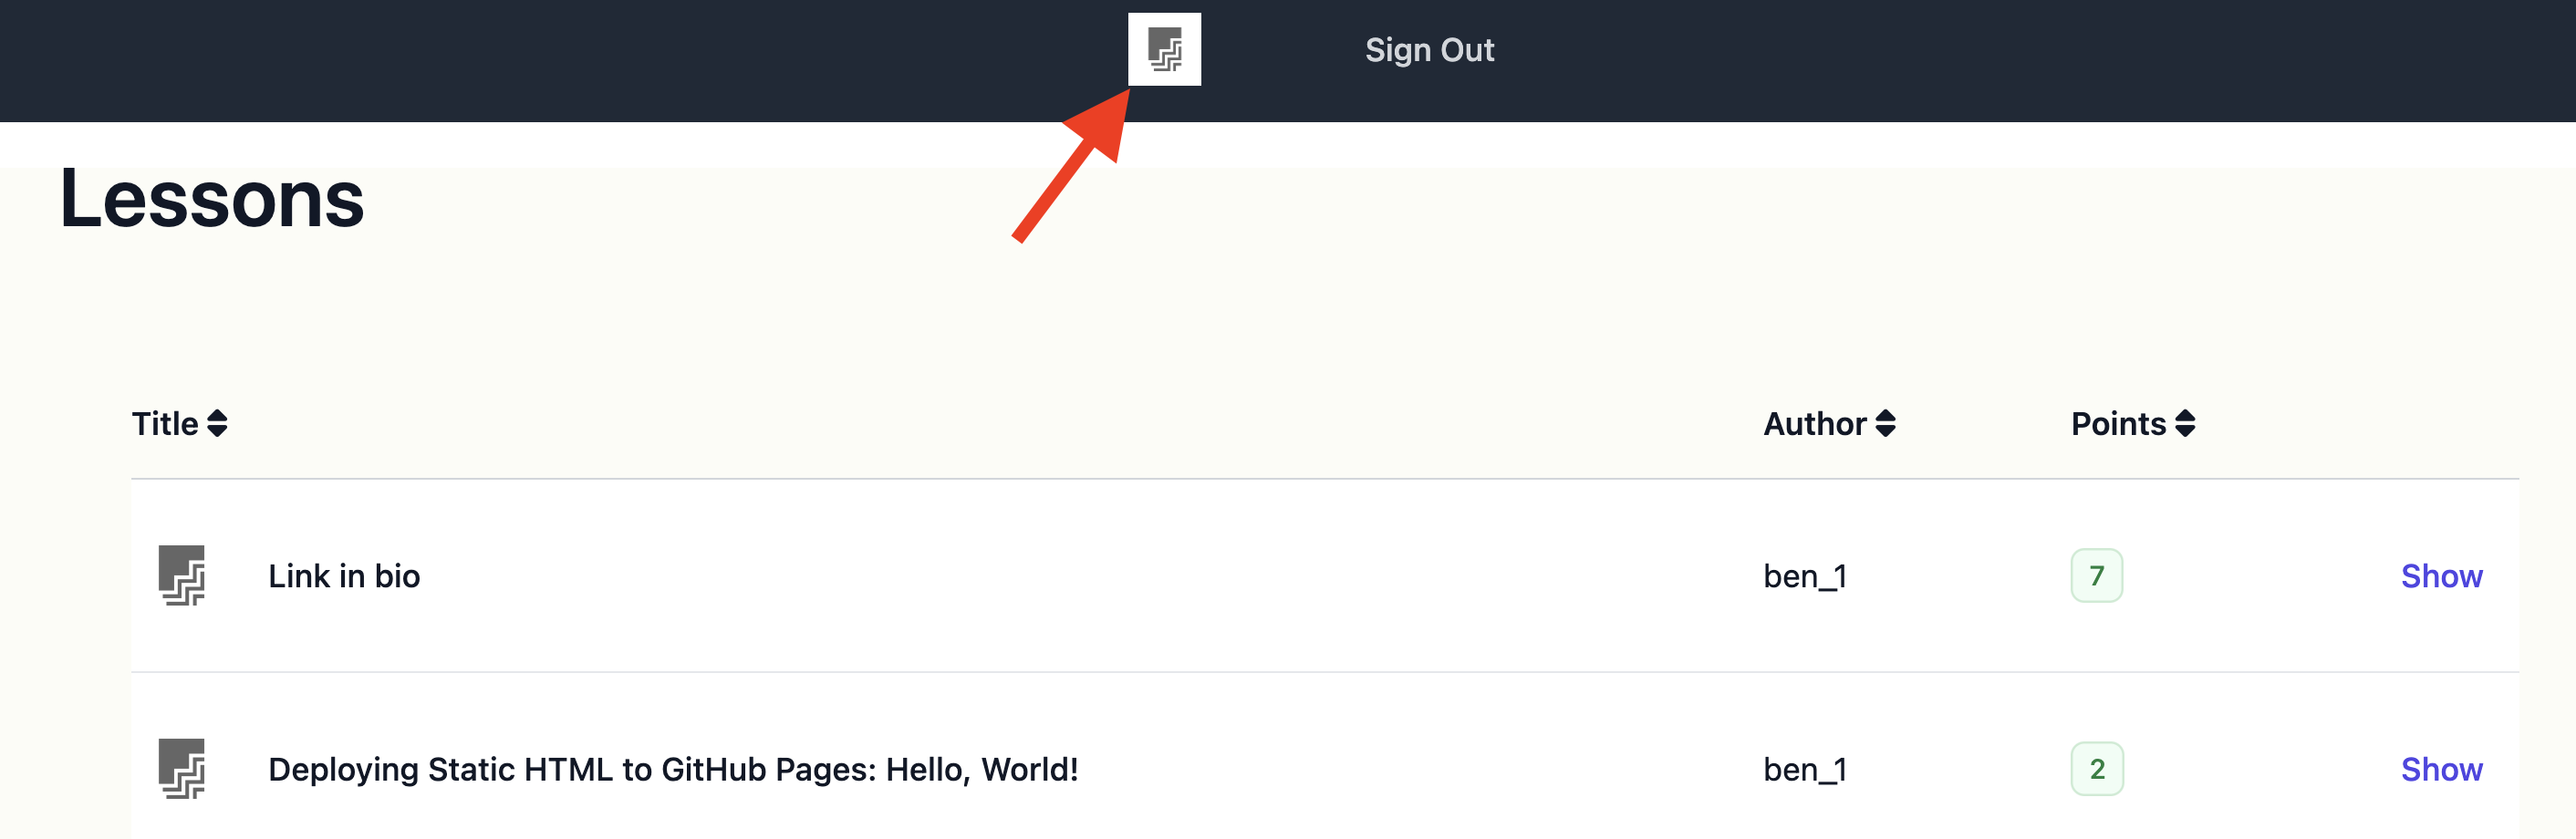 Sign Out
Lessons
Title Author Points
Link in bio ben_1 7 Show
Deploying Static HTML to GitHub Pages: Hello, World! ben_1 2 Show